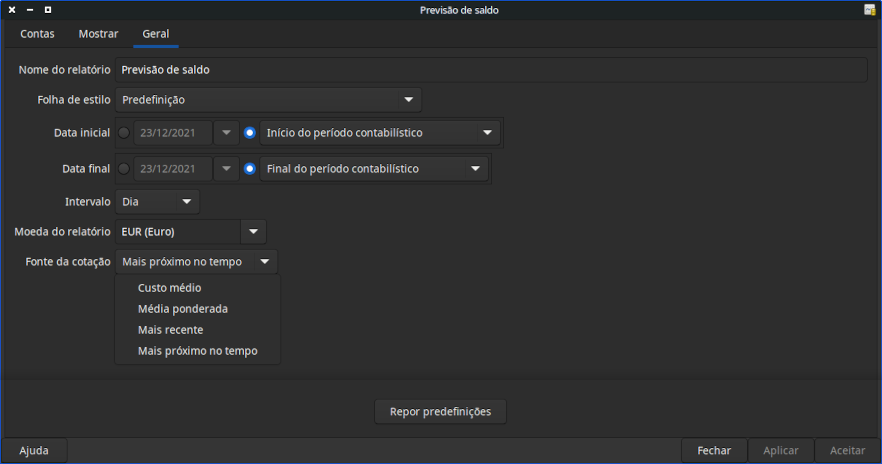 Previsão de saldo
Contas Mostrar Geral
Nome do relatório Previsão de saldo
Folha de estilo Predefinição
Data inicial 23/12/2021 Início do período contabilístico
Data final 23/12/2021 Final do período contabilístico
Intervalo Dia
Moeda do relatório EUR (Euro)
Fonte da cotação Mais próximo no tempo
Custo médio
Média ponderada
Mais recente
Mais próximo no tempo
Repor predefinições
Ajuda Fechar Aplicar Aceitar